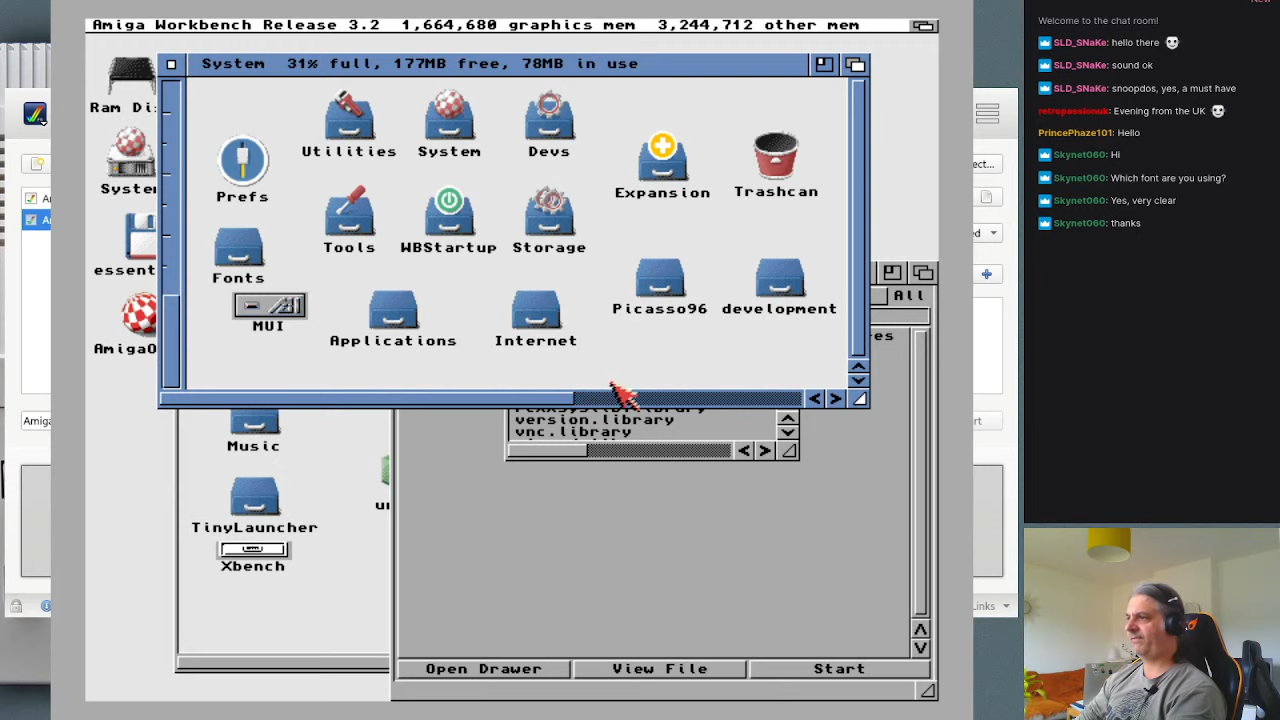 Amiga Workbench Release 3.2 1,664,680 graphics mem 3,244,712 other mem
System 31% full, 177MB free, 78MB in use
Ram Di
Syste
essent
Prefs
Utilities
System
Devs
Expansion
Trashcan
Tools
WBStartup
Storage
Fonts
MUI
Applications
Internet
Picasso96
development
All
es
version.library
vnc.library
Music
TinyLauncher
Xbench
Open Drawer
View File
Start
ect...
Links
Welcome to the chat room!
SLD_SNaKe: hello there
SLD_SNaKe: sound ok
SLD_SNaKe: snoopdos, yes, a must have
retropassionuk: Evening from the UK
PrincePhaze101: Hello
Skynet060: Hi
Skynet060: Which font are you using?
Skynet060: Yes, very clear
Skynet060: thanks